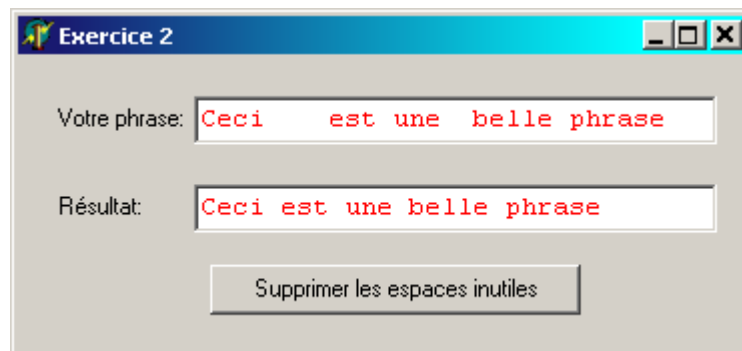 Exercice 2
Votre phrase: Ceci    est une  belle phrase
Résultat: Ceci est une belle phrase
Supprimer les espaces inutiles